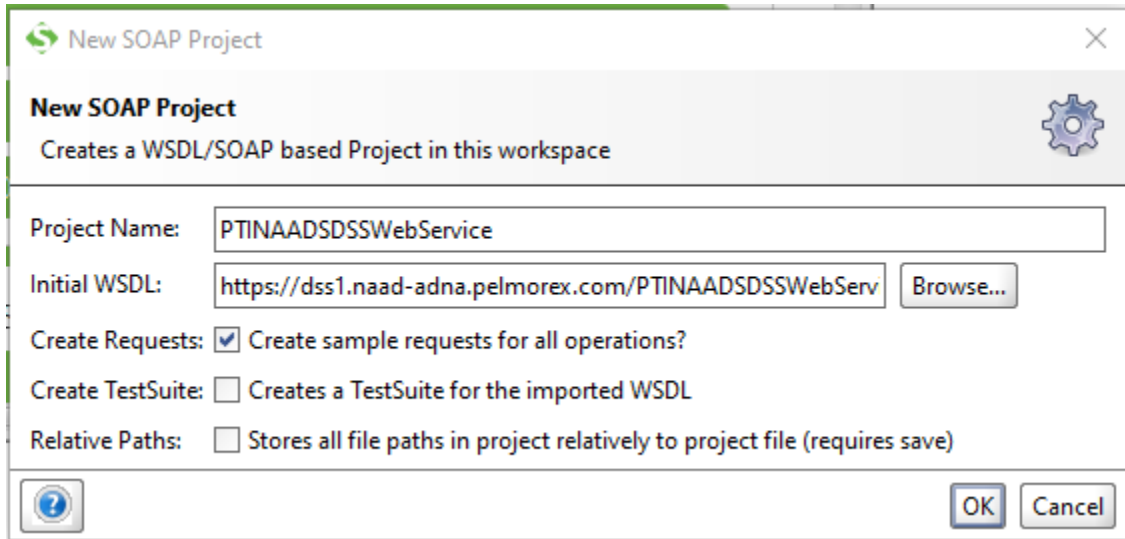 New SOAP Project
New SOAP Project
Creates a WSDL/SOAP based Project in this workspace
Project Name: PTINAADSDSSWebService
Initial WSDL: https://dss1.naad-adna.pelmorex.com/PTINAADSDSSWebServ Browse...
Create Requests: Create sample requests for all operations?
Create TestSuite: Creates a TestSuite for the imported WSDL
Relative Paths: Stores all file paths in project relatively to project file (requires save)
? OK Cancel